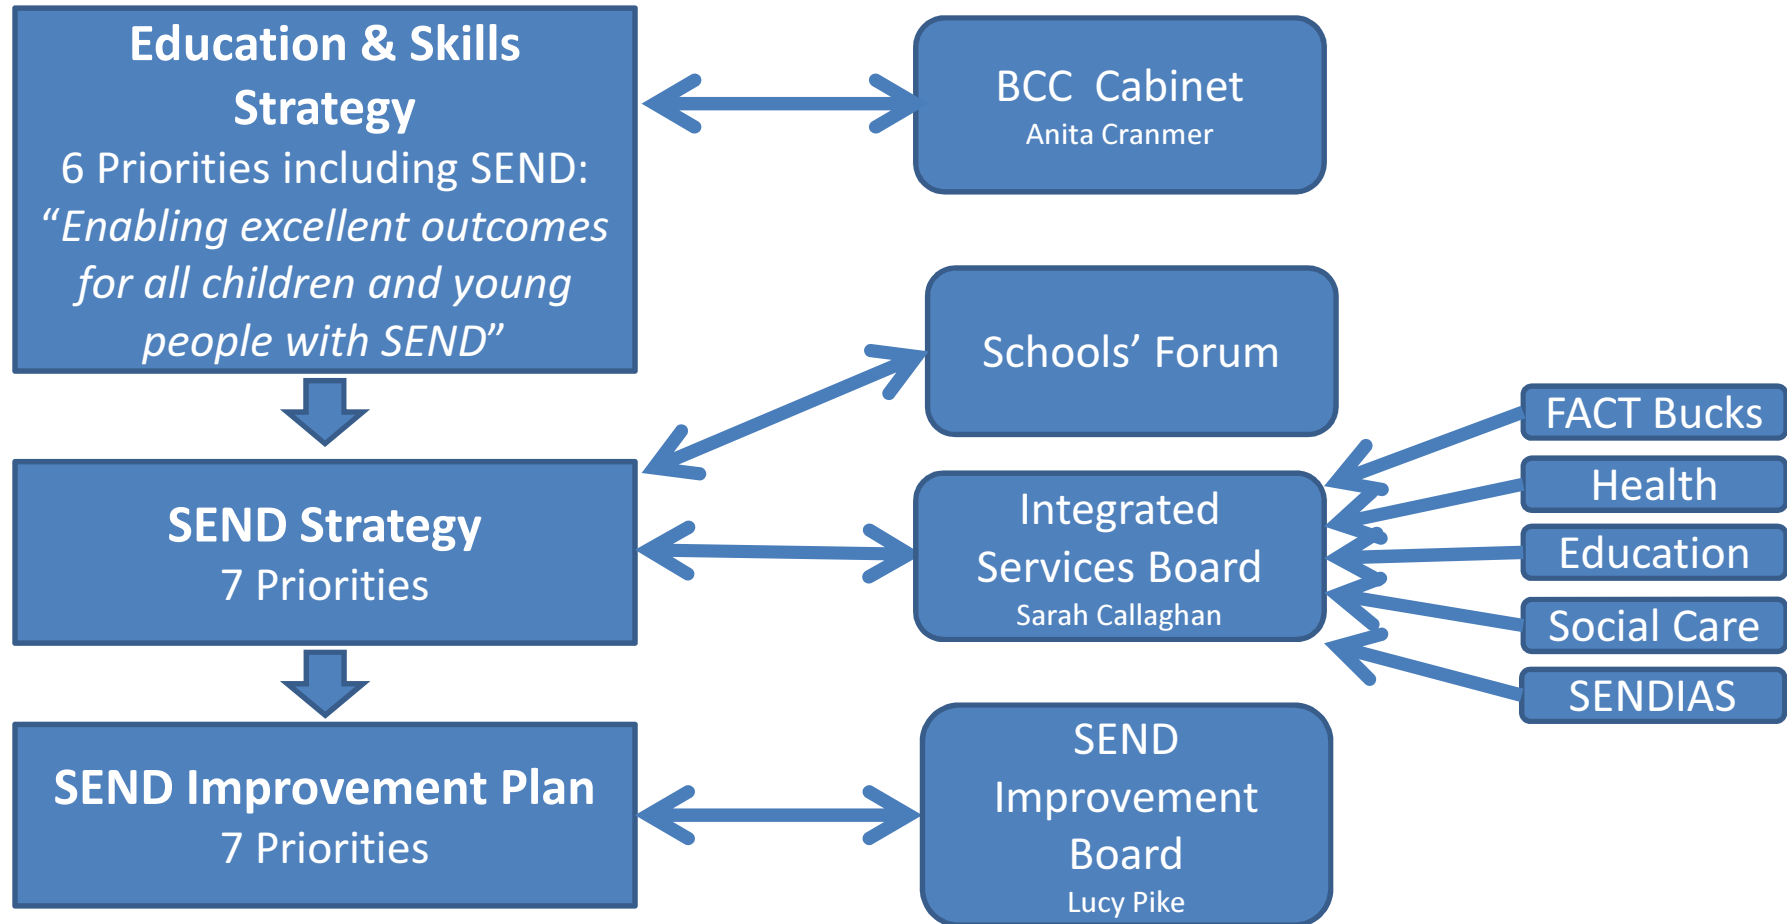 Education & Skills
Strategy
6 Priorities including SEND:
“Enabling excellent outcomes
for all children and young
people with SEND”
SEND Strategy
7 Priorities
SEND Improvement Plan
7 Priorities
BCC Cabinet
Anita Cranmer
Schools’ Forum
Integrated
Services Board
Sarah Callaghan
SEND
Improvement
Board
Lucy Pike
FACT Bucks
Health
Education
Social Care
SENDIAS